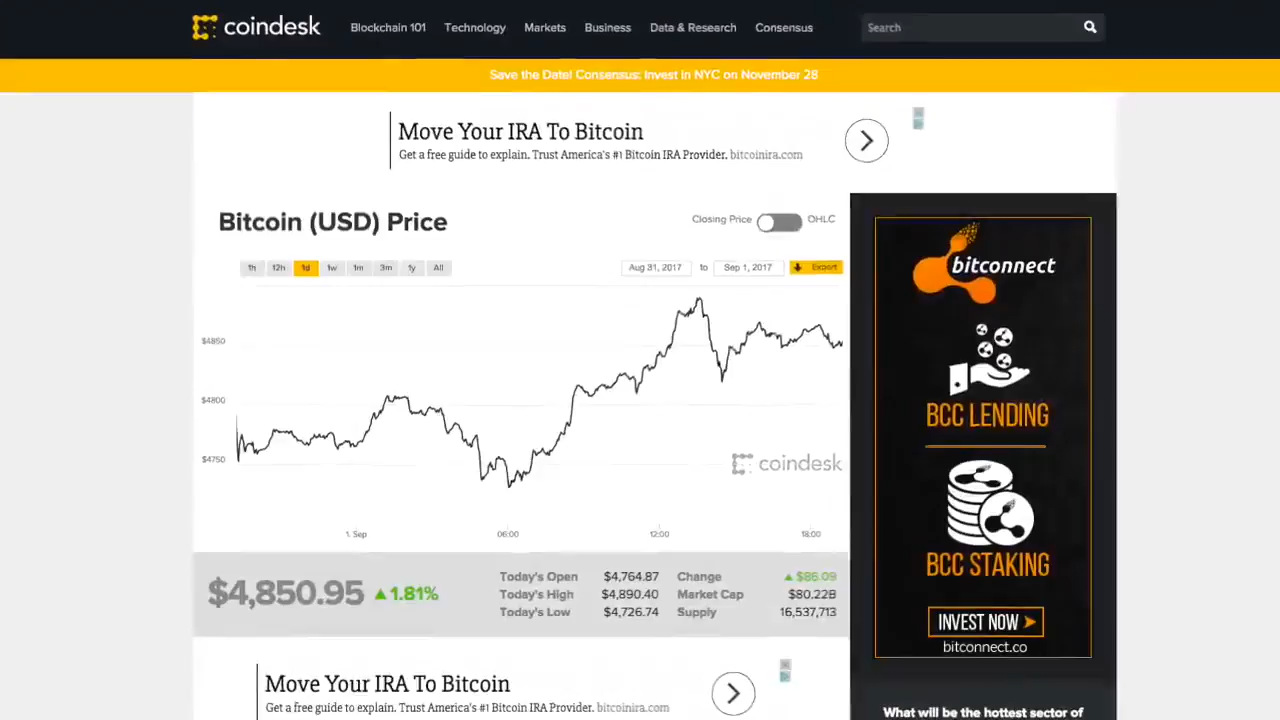 coindesk
Blockchain 101 Technology Markets Business Data & Research Consensus
Search
Save the Date! Consensus: Invest in NYC on November 28
Move Your IRA To Bitcoin
Get a free guide to explain. Trust America's #1 Bitcoin IRA Provider. bitcoinira.com
Bitcoin (USD) Price
Closing Price OHLC
1h 12h 1d 1w 1m 3m 1y All
Aug 31, 2017 to Sep 1, 2017 Export
$4850
$4800
$4750
coindesk
1. Sep 06:00 12:00 18:00
$4,850.95 1.81%
Today's Open $4,764.87 Change $86.09
Today's High $4,890.40 Market Cap $80.22B
Today's Low $4,726.74 Supply 16,537,713
Move Your IRA To Bitcoin
Get a free guide to explain. Trust America's #1 Bitcoin IRA Provider. bitcoinira.com
bitconnect
BCC LENDING
BCC STAKING
INVEST NOW
bitconnect.co
What will be the hottest sector of